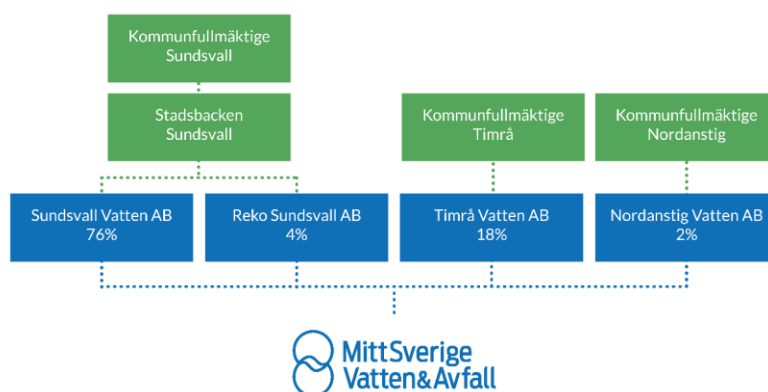 Kommunfullmäktige
Sundsvall
Stadsbacken
Sundsvall
Kommunfullmäktige
Timrå
Kommunfullmäktige
Nordanstig
Sundsvall Vatten AB
76%
Reko Sundsvall AB
4%
Timrå Vatten AB
18%
Nordanstig Vatten AB
2%
MittSverige
Vatten&Avfall